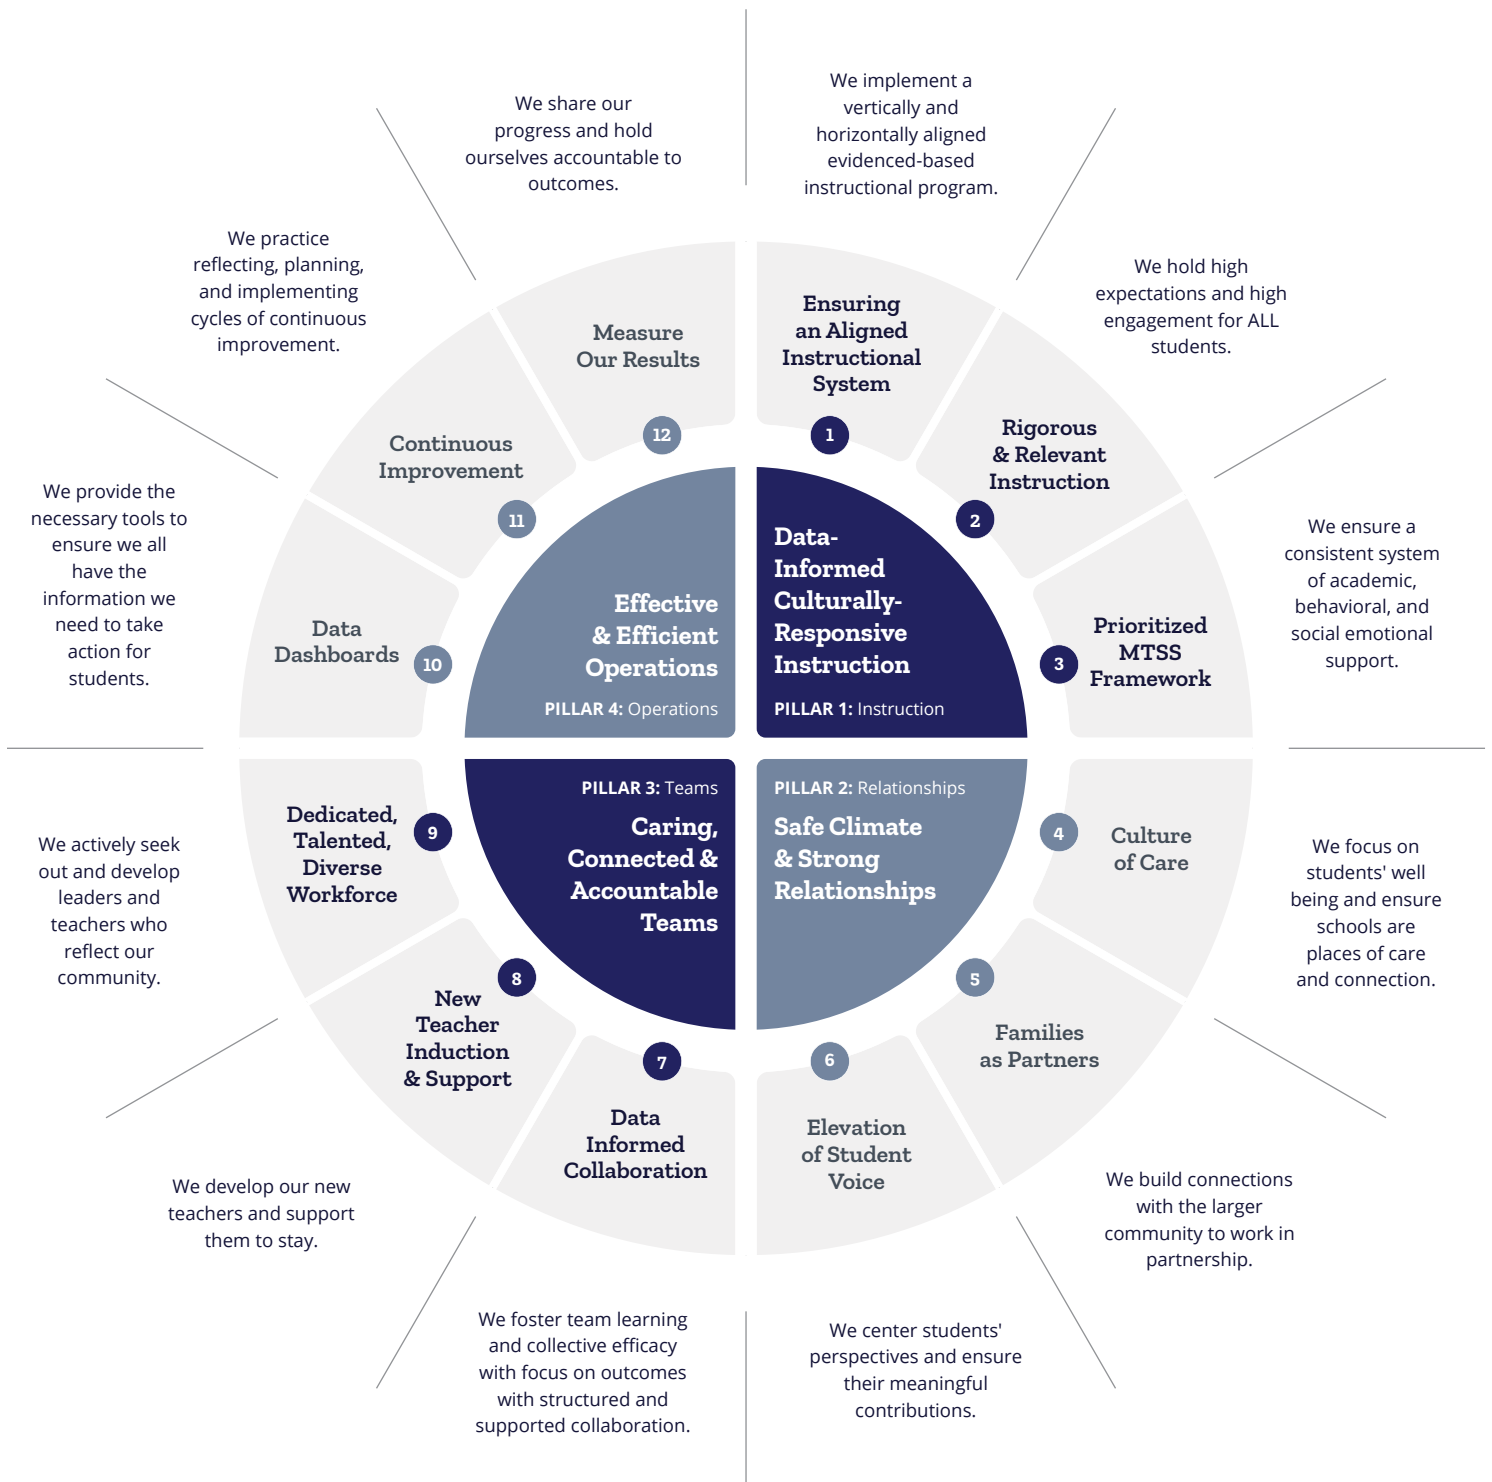 We implement a
vertically and
horizontally aligned
evidenced-based
instructional program.
Ensuring
an Aligned
Instructional
System
1
We hold high
expectations and high
engagement for ALL
students.
Rigorous
& Relevant
Instruction
2
We ensure a
consistent system
of academic,
behavioral, and
social emotional
support.
Prioritized
MTSS
Framework
3
Data-
Informed
Culturally-
Responsive
Instruction
PILLAR 1: Instruction
PILLAR 2: Relationships
Safe Climate
& Strong
Relationships
4
Culture
of Care
We focus on
students' well
being and ensure
schools are
places of care
and connection.
5
Families
as Partners
We build connections
with the larger
community to work in
partnership.
6
Elevation
of Student
Voice
We center students'
perspectives and ensure
their meaningful
contributions.
PILLAR 3: Teams
Caring,
Connected &
Accountable
Teams
7
Data
Informed
Collaboration
We foster team learning
and collective efficacy
with focus on outcomes
with structured and
supported collaboration.
8
New
Teacher
Induction
& Support
We develop our new
teachers and support
them to stay.
9
Dedicated,
Talented,
Diverse
Workforce
We actively seek
out and develop
leaders and
teachers who
reflect our
community.
Effective
& Efficient
Operations
PILLAR 4: Operations
10
Data
Dashboards
We provide the
necessary tools to
ensure we all
have the
information we
need to take
action for
students.
11
Continuous
Improvement
We practice
reflecting, planning,
and implementing
cycles of continuous
improvement.
12
Measure
Our Results
We share our
progress and hold
ourselves accountable to
outcomes.